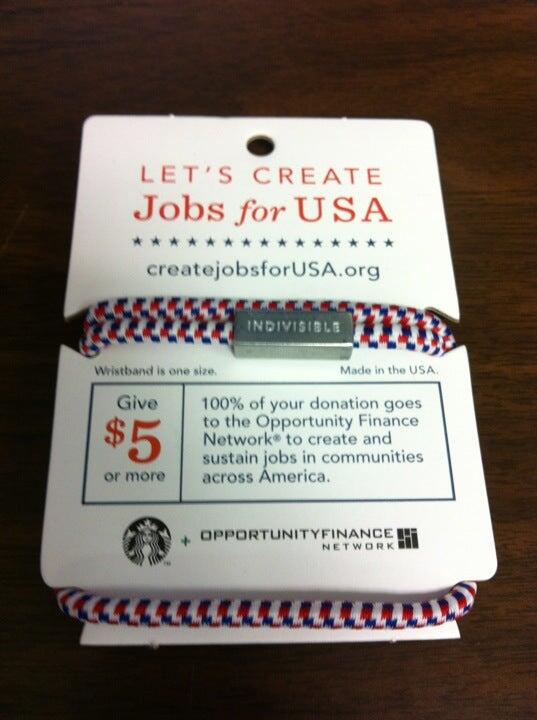 LET'S CREATE
Jobs for USA
createjobsforUSA.org
INDIVISIBLE
Wristband is one size.
Made in the USA.
Give
$5
or more
100% of your donation goes
to the Opportunity Finance
Network® to create and
sustain jobs in communities
across America.
+ OPPORTUNITYFINANCE
NETWORK